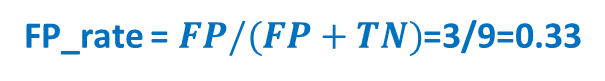 FP_rate = FP/(FP + TN)=3/9=0.33